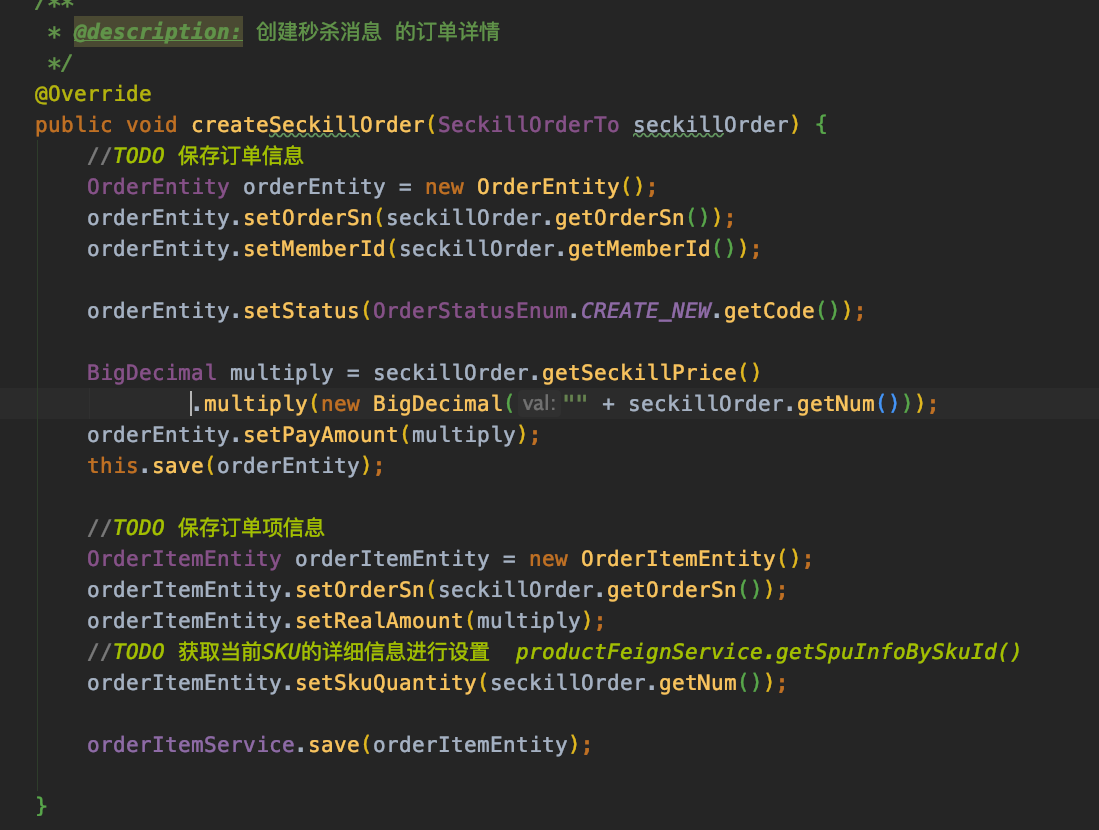 /**
* @description: 创建秒杀消息 的订单详情
*/
@Override
public void createSeckillOrder(SeckillOrderTo seckillOrder) {
//TODO 保存订单信息
OrderEntity orderEntity = new OrderEntity();
orderEntity.setOrderSn(seckillOrder.getOrderSn());
orderEntity.setMemberId(seckillOrder.getMemberId());
orderEntity.setStatus(OrderStatusEnum.CREATE_NEW.getCode());
BigDecimal multiply = seckillOrder.getSeckillPrice()
.multiply(new BigDecimal( val: "" + seckillOrder.getNum()));
orderEntity.setPayAmount(multiply);
this.save(orderEntity);
//TODO 保存订单项信息
OrderItemEntity orderItemEntity = new OrderItemEntity();
orderItemEntity.setOrderSn(seckillOrder.getOrderSn());
orderItemEntity.setRealAmount(multiply);
//TODO 获取当前SKU的详细信息进行设置  productFeignService.getSpuInfoBySkuId()
orderItemEntity.setSkuQuantity(seckillOrder.getNum());
orderItemService.save(orderItemEntity);
}